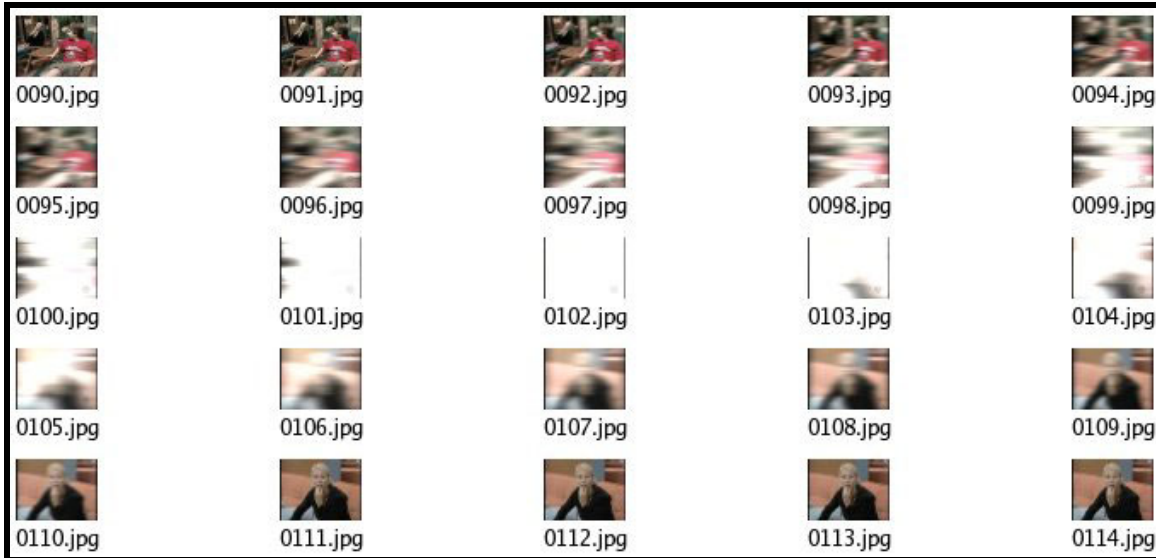 0090.jpg 0091.jpg 0092.jpg 0093.jpg 0094.jpg
0095.jpg 0096.jpg 0097.jpg 0098.jpg 0099.jpg
0100.jpg 0101.jpg 0102.jpg 0103.jpg 0104.jpg
0105.jpg 0106.jpg 0107.jpg 0108.jpg 0109.jpg
0110.jpg 0111.jpg 0112.jpg 0113.jpg 0114.jpg